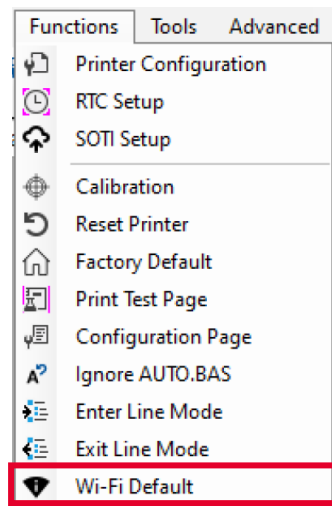 Functions Tools Advanced
Printer Configuration
RTC Setup
SOTI Setup
Calibration
Reset Printer
Factory Default
Print Test Page
Configuration Page
Ignore AUTO.BAS
Enter Line Mode
Exit Line Mode
Wi-Fi Default